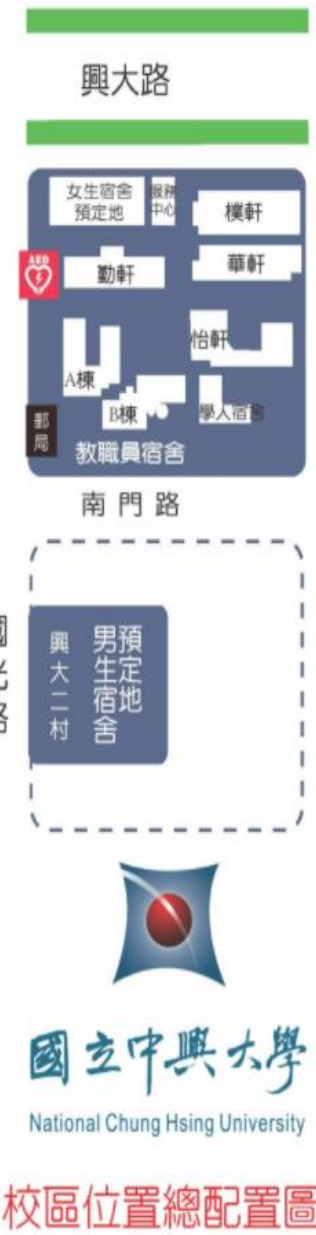 興大路
女生宿舍
預定地
服務
中心
樸軒
AED
勤軒
華軒
怡軒
A棟
B棟
學人宿舍
郵局
教職員宿舍
南門路
國光路
興大二村
預定地
男生宿舍
國立中興大學
National Chung Hsing University
校區位置總配置圖